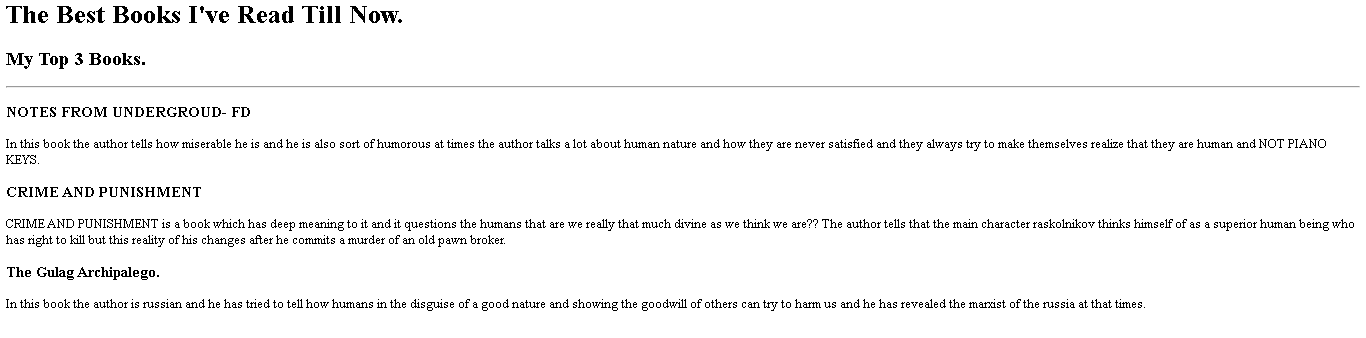 The Best Books I've Read Till Now.
My Top 3 Books.
NOTES FROM UNDERGROUD- FD
In this book the author tells how miserable he is and he is also sort of humorous at times the author talks a lot about human nature and how they are never satisfied and they always try to make themselves realize that they are human and NOT PIANO
KEYS.
CRIME AND PUNISHMENT
CRIME AND PUNISHMENT is a book which has deep meaning to it and it questions the humans that are we really that much divine as we think we are?? The author tells that the main character raskolnikov thinks himself of as a superior human being who
has right to kill but this reality of his changes after he commits a murder of an old pawn broker.
The Gulag Archipalego.
In this book the author is russian and he has tried to tell how humans in the disguise of a good nature and showing the goodwill of others can try to harm us and he has revealed the marxist of the russia at that times.